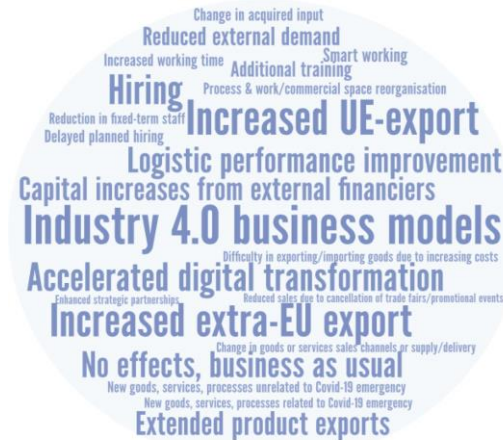 Change in acquired input
Reduced external demand
Increased working time
Smart working
Additional training
Hiring
Process & work/commercial space reorganisation
Reduction in fixed-term staff
Increased UE-export
Delayed planned hiring
Logistic performance improvement
Capital increases from external financiers
Industry 4.0 business models
Difficulty in exporting/importing goods due to increasing costs
Accelerated digital transformation
Enhanced strategic partnerships
Reduced sales due to cancellation of trade fairs/promotional events
Increased extra-EU export
Change in goods or services sales channels or supply/delivery
No effects, business as usual
New goods, services, processes unrelated to Covid-19 emergency
New goods, services, processes related to Covid-19 emergency
Extended product exports